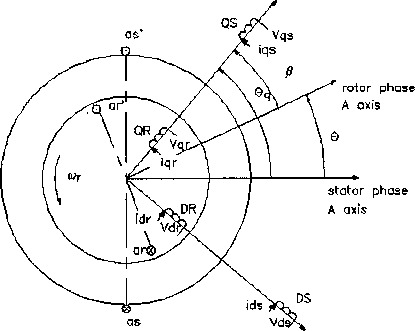 QS
as'
Vqs
iqs
θq
β
rotor phase
A axis
ar'
QR
Vqr
iqr
θ
ωr
stator phase
A axis
idr
DR
Vdr
ar
as
ids
DS
Vds